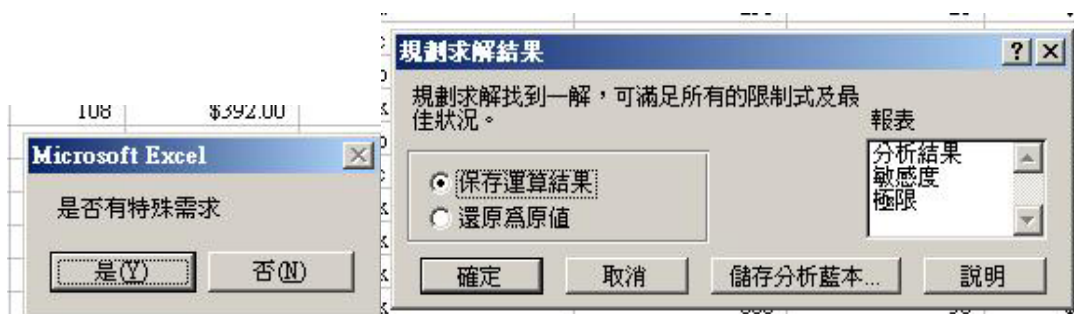 108 $392.00
Microsoft Excel
是否有特殊需求
是(Y) 否(N)
規劃求解結果
規劃求解找到一解，可滿足所有的限制式及最
佳狀況。
報表
分析結果
敏感度
極限
保存運算結果
還原為原值
確定 取消 儲存分析藍本... 說明